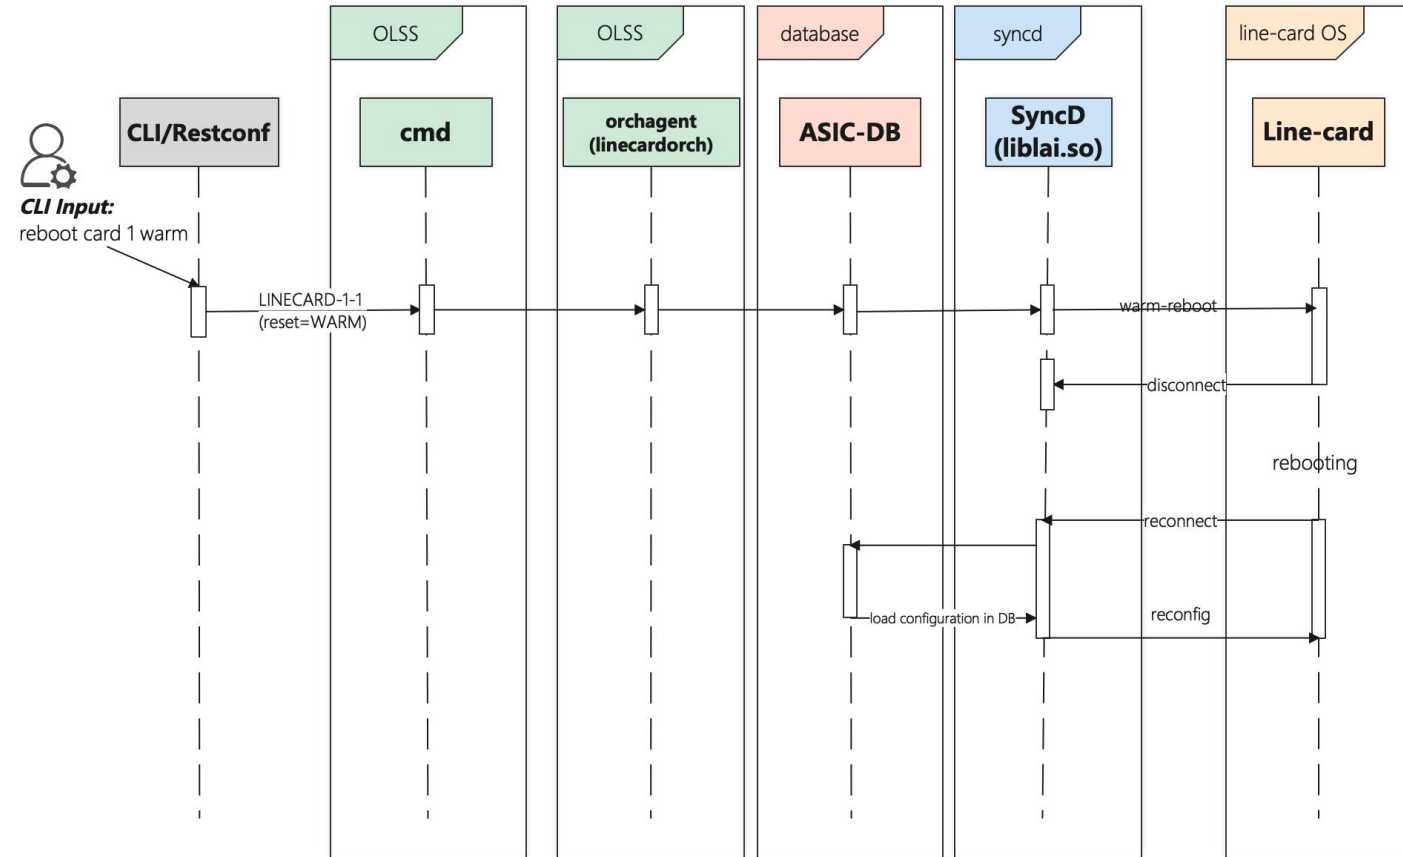 OLSS
OLSS
database
syncd
line-card OS
CLI/Restconf
cmd
orchagent
(linecardorch)
ASIC-DB
SyncD
(liblai.so)
Line-card
CLI Input:
reboot card 1 warm
LINECARD-1-1
(reset=WARM)
warm-reboot
disconnect
rebooting
reconnect
load configuration in DB
reconfig